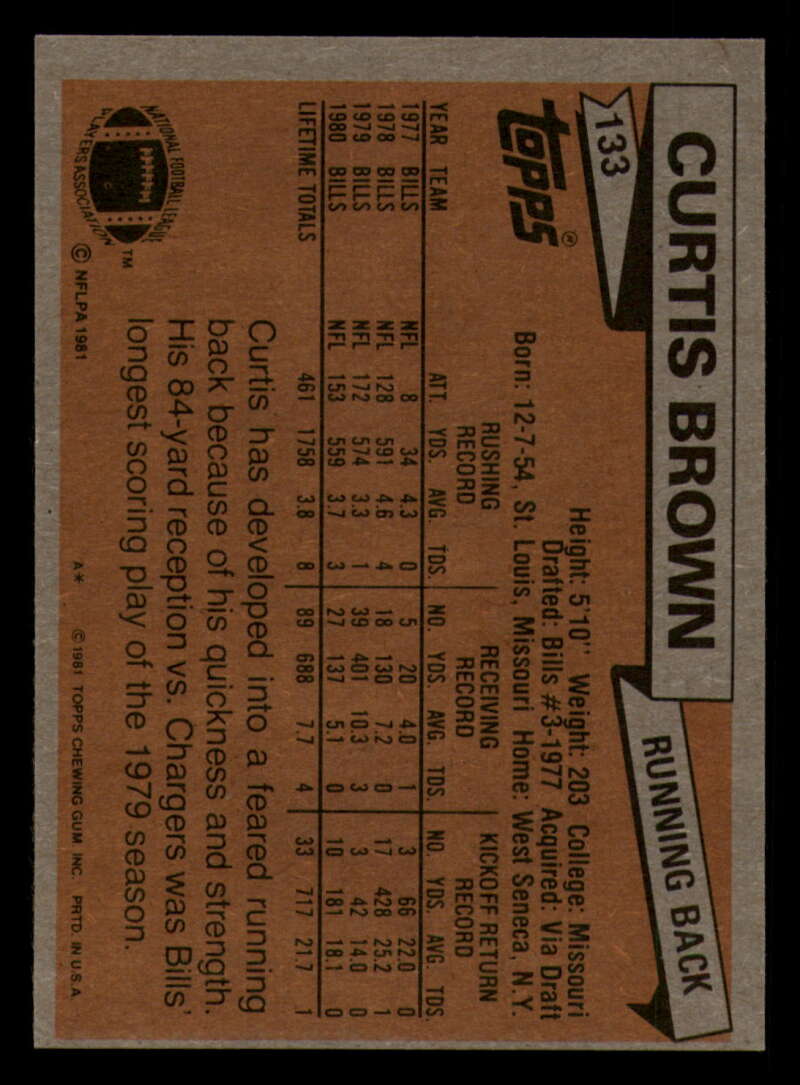 CURTIS BROWN
133
RUNNING BACK
TOPPS®
Height: 5'10" Weight: 203 College: Missouri
Drafted: Bills #3-1977 Acquired: Via Draft
Born: 12-7-54, St. Louis, Missouri Home: West Seneca, N.Y.
RUSHING RECORD RECEIVING RECORD KICKOFF RETURN RECORD
YEAR TEAM ATT. YDS. AVG. TDS. NO. YDS. AVG. TDS. NO. YDS. AVG. TDS.
1977 BILLS NFL 8 34 4.3 0 5 20 4.0 1 3 66 22.0 0
1978 BILLS NFL 128 591 4.6 4 18 130 7.2 0 17 428 25.2 1
1979 BILLS NFL 172 574 3.3 1 39 401 10.3 3 3 42 14.0 0
1980 BILLS NFL 153 559 3.7 3 27 137 5.1 0 10 181 18.1 0
LIFETIME TOTALS 461 1758 3.8 8 89 688 7.7 4 33 717 21.7 1
Curtis has developed into a feared running
back because of his quickness and strength.
His 84-yard reception vs. Chargers was Bills'
longest scoring play of the 1979 season.
NATIONAL FOOTBALL LEAGUE
PLAYERS ASSOCIATION
TM
© NFLPA 1981
A* © 1981 TOPPS CHEWING GUM INC. PRTD. IN U.S.A